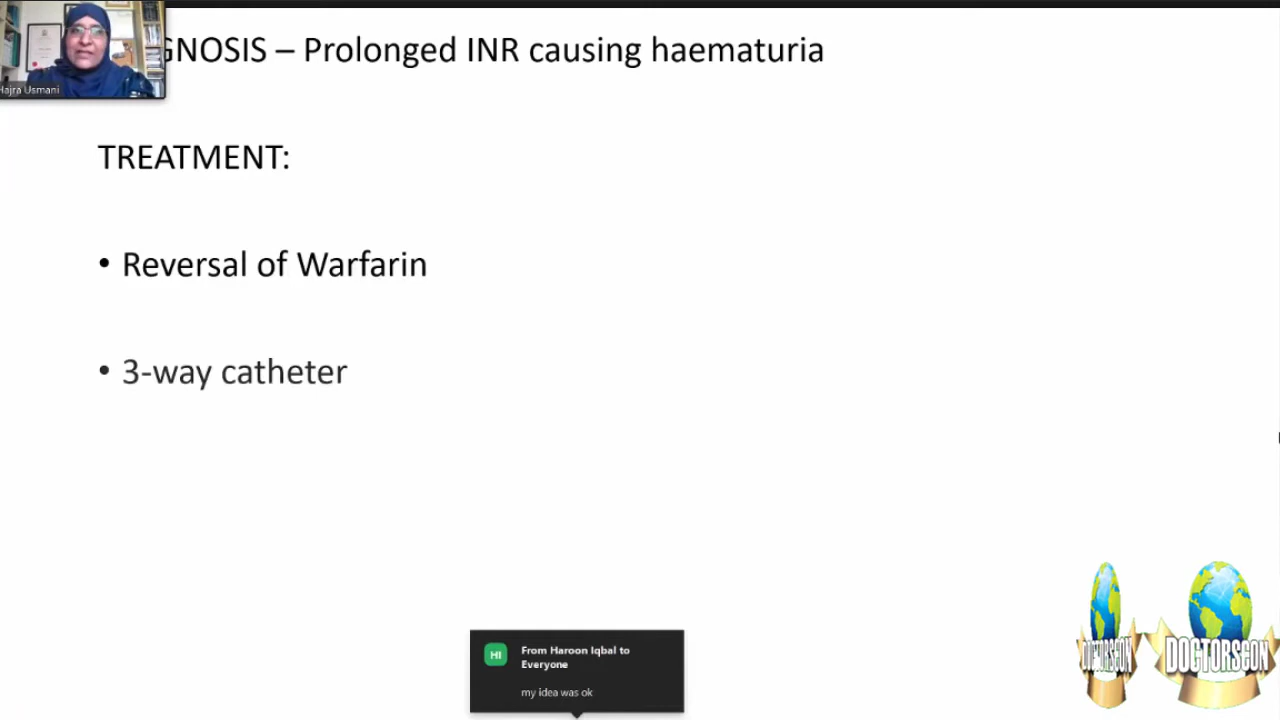 GNOSIS – Prolonged INR causing haematuria
Hajra Usmani
TREATMENT:
• Reversal of Warfarin
• 3-way catheter
HI
From Haroon Iqbal to
Everyone
my idea was ok
DOCTORSCON
DOCTORSCON